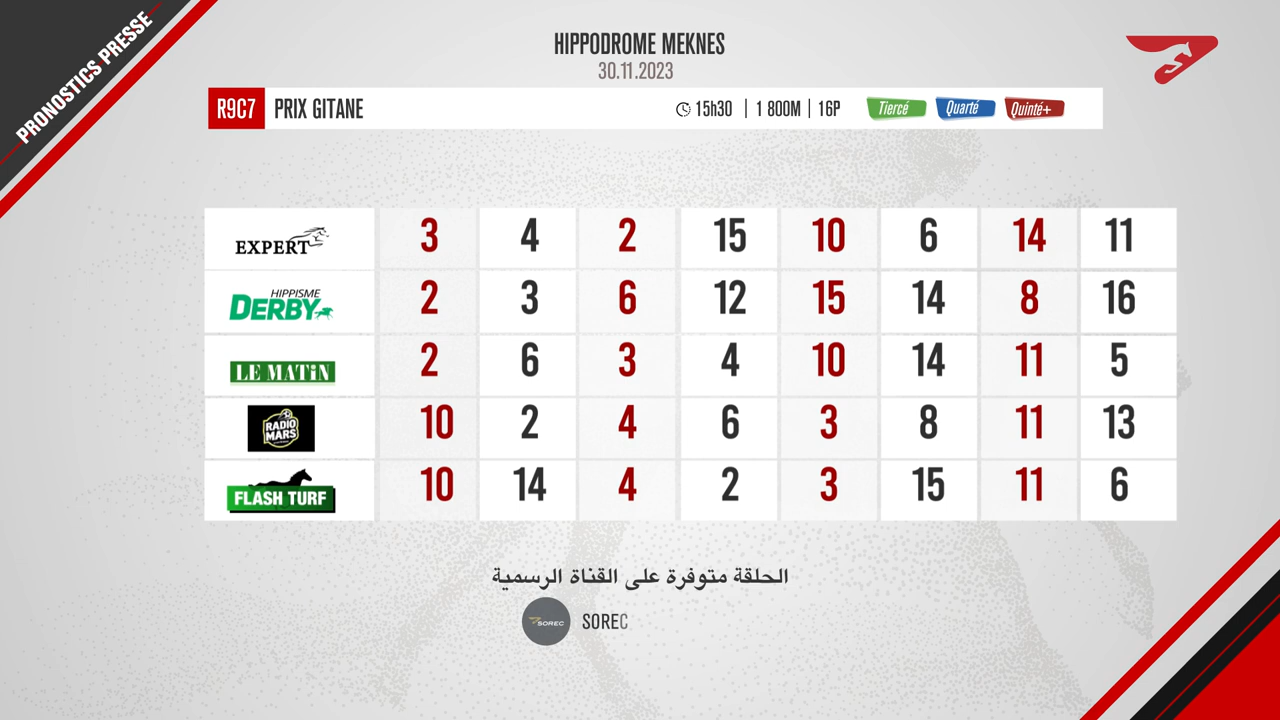 PRONOSTICS PRESSE
HIPPODROME MEKNES
30.11.2023
R9C7 PRIX GITANE 15h30 | 1 800M | 16P Tiercé Quarté Quinté+
EXPERT 3 4 2 15 10 6 14 11
HIPPISME
DERBY 2 3 6 12 15 14 8 16
LE MATiN 2 6 3 4 10 14 11 5
RADIO
MARS 10 2 4 6 3 8 11 13
FLASH TURF 10 14 4 2 3 15 11 6
الحلقة متوفرة على القناة الرسمية
SOREC SOREC